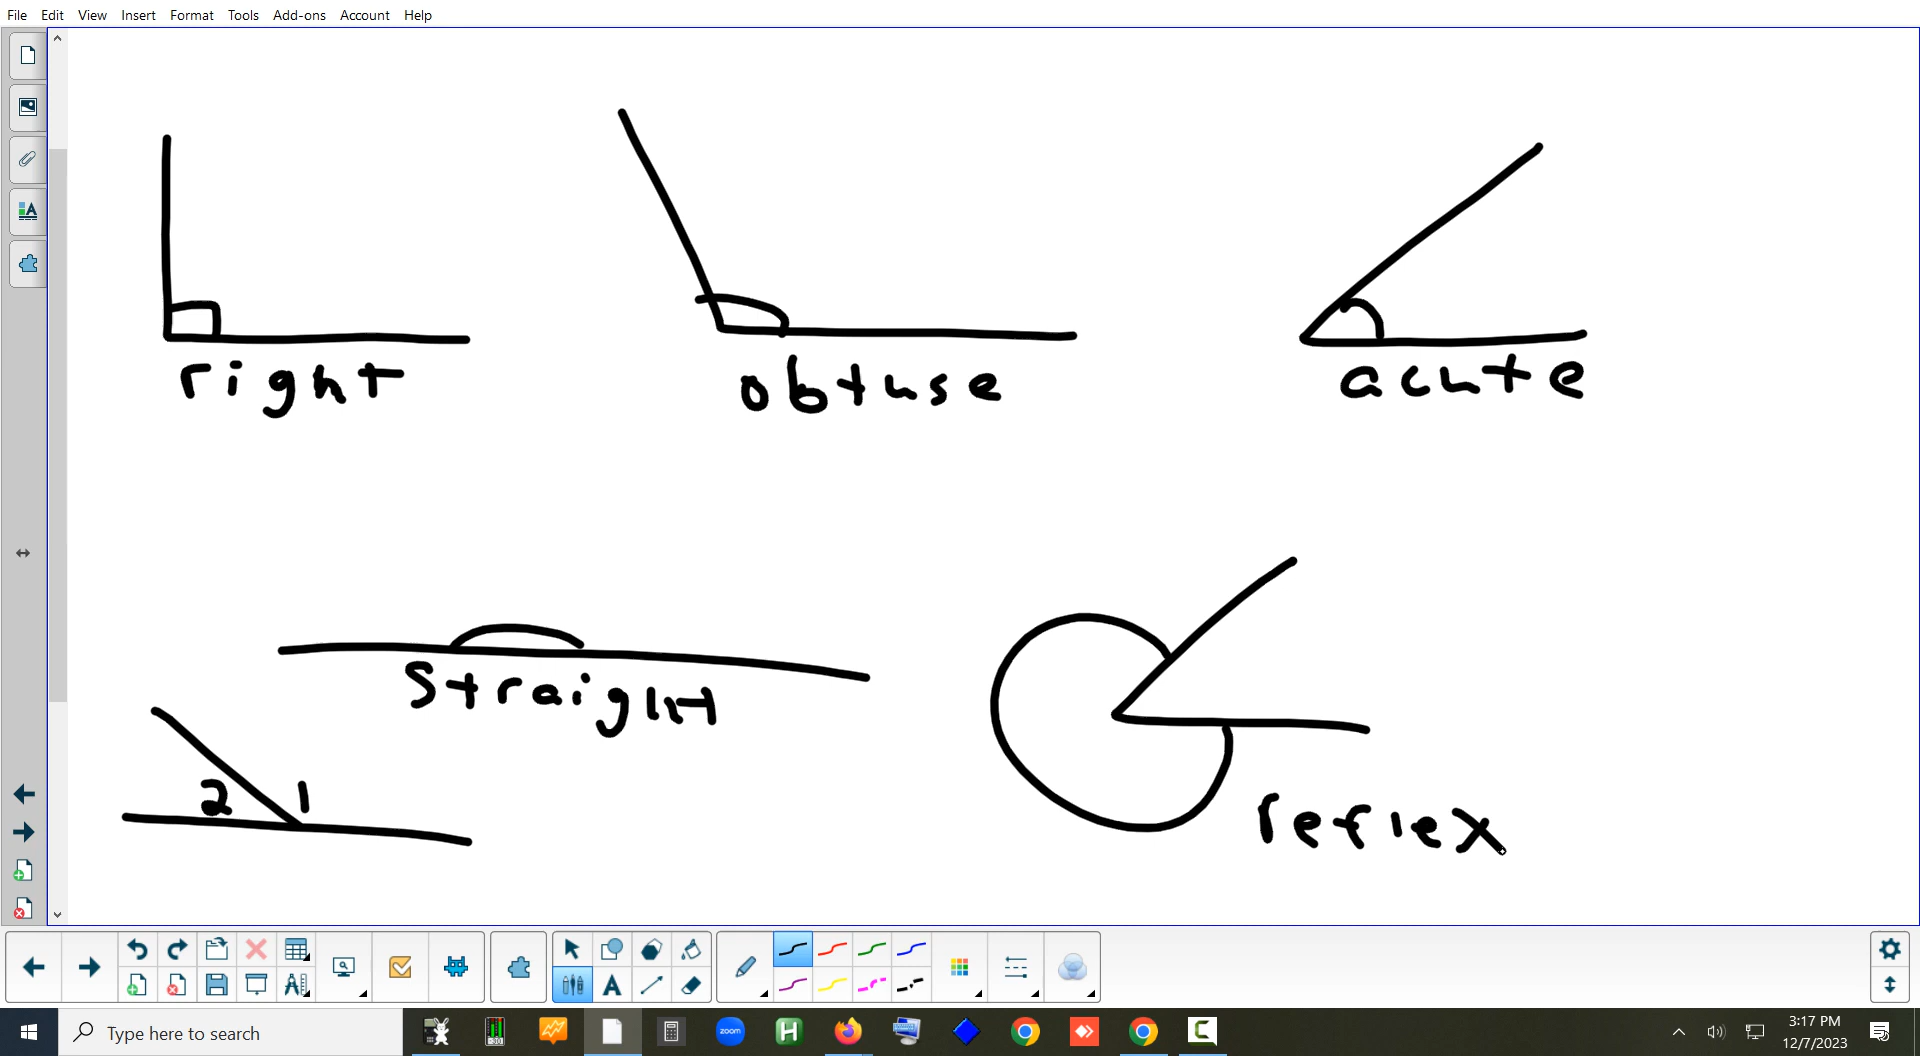 File Edit View Insert Format Tools Add-ons Account Help
right
obtuse
acute
straight
2 1
reflex
Type here to search
zoom
3:17 PM
12/7/2023